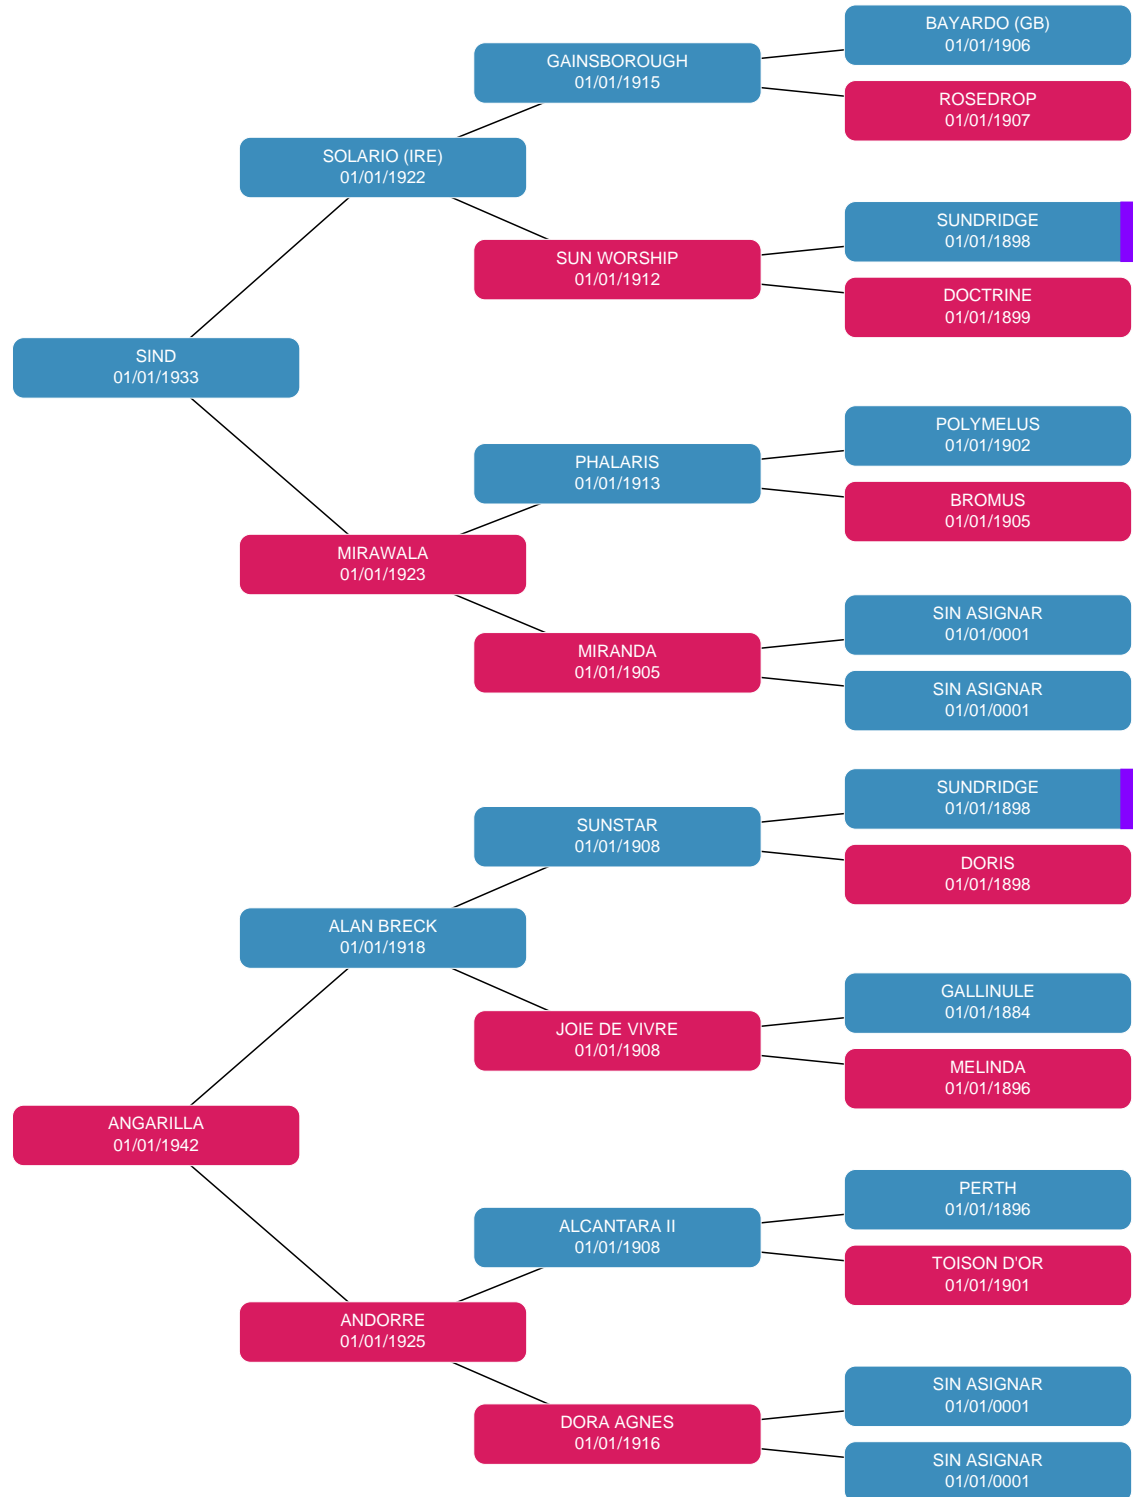 BAYARDO (GB)
01/01/1906
GAINSBOROUGH
01/01/1915
ROSEDROP
01/01/1907
SOLARIO (IRE)
01/01/1922
SUNDRIDGE
01/01/1898
SUN WORSHIP
01/01/1912
DOCTRINE
01/01/1899
SIND
01/01/1933
POLYMELUS
01/01/1902
PHALARIS
01/01/1913
BROMUS
01/01/1905
MIRAWALA
01/01/1923
SIN ASIGNAR
01/01/0001
MIRANDA
01/01/1905
SIN ASIGNAR
01/01/0001
SUNDRIDGE
01/01/1898
SUNSTAR
01/01/1908
DORIS
01/01/1898
ALAN BRECK
01/01/1918
GALLINULE
01/01/1884
JOIE DE VIVRE
01/01/1908
MELINDA
01/01/1896
ANGARILLA
01/01/1942
PERTH
01/01/1896
ALCANTARA II
01/01/1908
TOISON D'OR
01/01/1901
ANDORRE
01/01/1925
SIN ASIGNAR
01/01/0001
DORA AGNES
01/01/1916
SIN ASIGNAR
01/01/0001